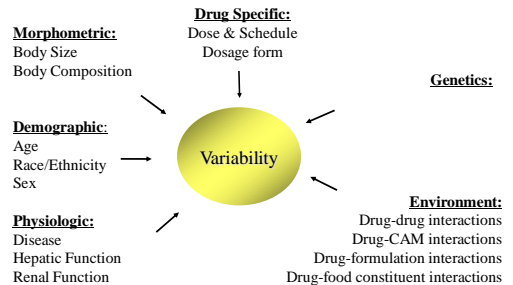 Drug Specific:
Dose & Schedule
Dosage form
Morphometric:
Body Size
Body Composition
Genetics:
Demographic:
Age
Race/Ethnicity
Sex
Variability
Physiologic:
Disease
Hepatic Function
Renal Function
Environment:
Drug-drug interactions
Drug-CAM interactions
Drug-formulation interactions
Drug-food constituent interactions